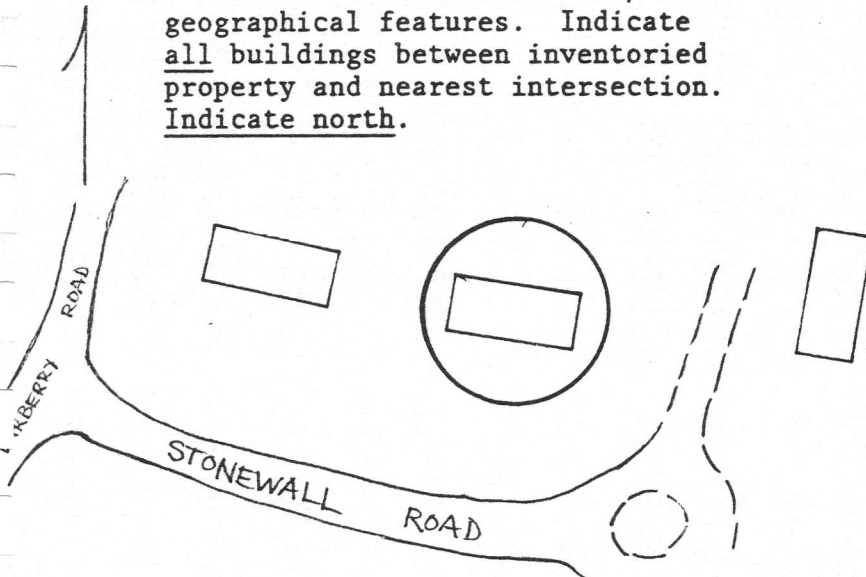 geographical features. Indicate
all buildings between inventoried
property and nearest intersection.
Indicate north.
ROAD
STONEWALL ROAD